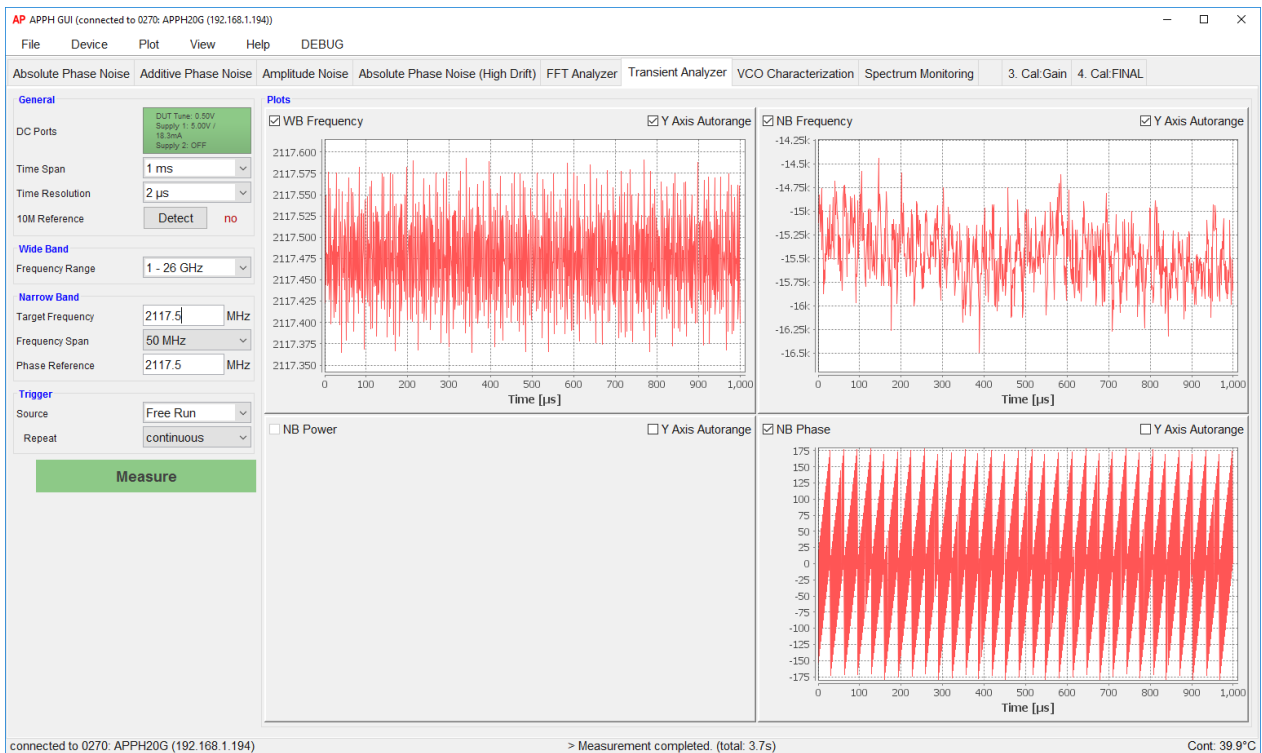 AP APPH GUI (connected to 0270: APPH20G (192.168.1.194))
File Device Plot View Help DEBUG
Absolute Phase Noise Additive Phase Noise Amplitude Noise Absolute Phase Noise (High Drift) FFT Analyzer Transient Analyzer VCO Characterization Spectrum Monitoring 3. Cal:Gain 4. Cal:FINAL
General
DC Ports
DUT Tune: 0.50V
Supply 1: 5.00V /
18.3mA
Supply 2: OFF
Time Span 1 ms
Time Resolution 2 µs
10M Reference Detect no
Wide Band
Frequency Range 1 - 26 GHz
Narrow Band
Target Frequency 2117.5 MHz
Frequency Span 50 MHz
Phase Reference 2117.5 MHz
Trigger
Source Free Run
Repeat continuous
Measure
Plots
WB Frequency Y Axis Autorange
2117.600
2117.575
2117.550
2117.525
2117.500
2117.475
2117.450
2117.425
2117.400
2117.375
2117.350
0 100 200 300 400 500 600 700 800 900 1,000
Time [µs]
NB Frequency Y Axis Autorange
-14.25k
-14.5k
-14.75k
-15k
-15.25k
-15.5k
-15.75k
-16k
-16.25k
-16.5k
0 100 200 300 400 500 600 700 800 900 1,000
Time [µs]
NB Power Y Axis Autorange
NB Phase Y Axis Autorange
175
150
125
100
75
50
25
0
-25
-50
-75
-100
-125
-150
-175
0 100 200 300 400 500 600 700 800 900 1,000
Time [µs]
connected to 0270: APPH20G (192.168.1.194) > Measurement completed. (total: 3.7s) Cont: 39.9°C